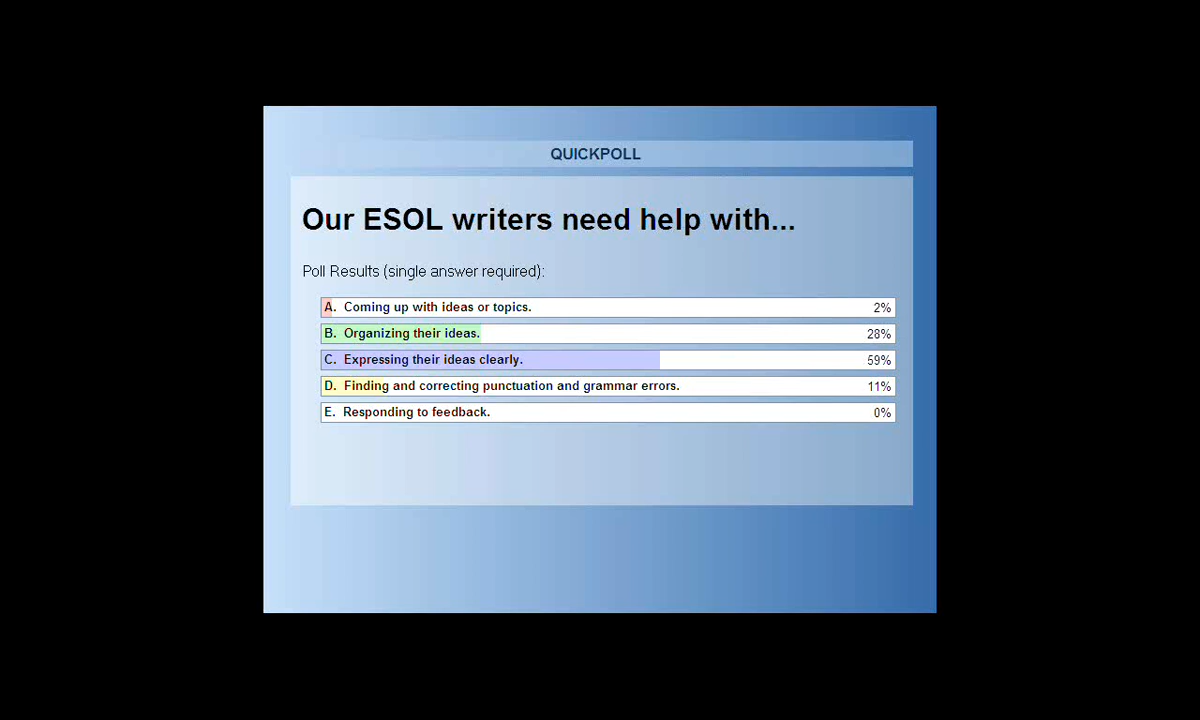 QUICKPOLL
Our ESOL writers need help with...
Poll Results (single answer required):
A. Coming up with ideas or topics. 2%
B. Organizing their ideas. 28%
C. Expressing their ideas clearly. 59%
D. Finding and correcting punctuation and grammar errors. 11%
E. Responding to feedback. 0%